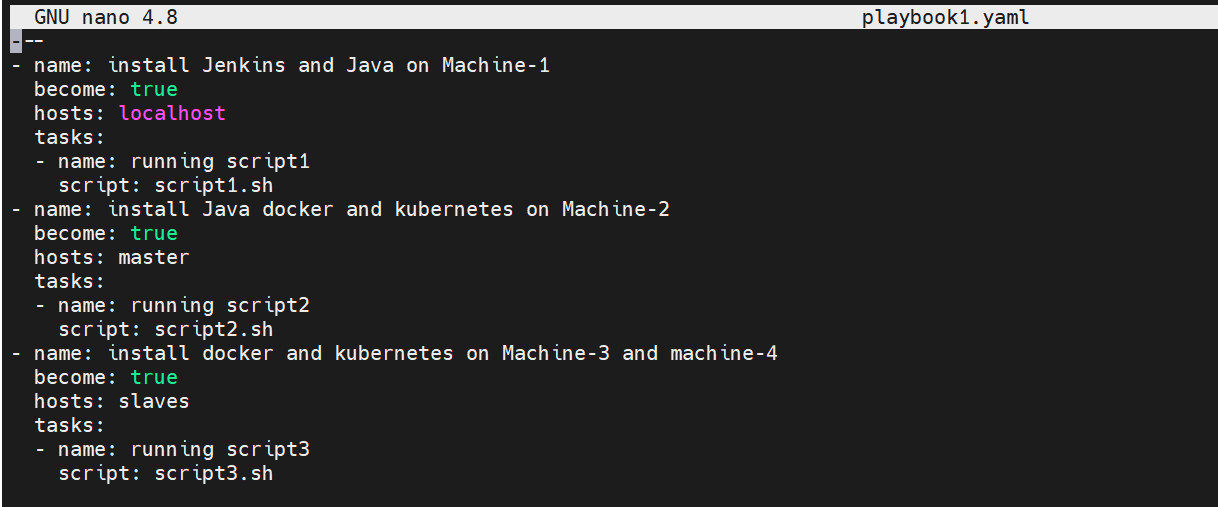 GNU nano 4.8 playbook1.yaml
---
- name: install Jenkins and Java on Machine-1
  become: true
  hosts: localhost
  tasks:
  - name: running script1
    script: script1.sh
- name: install Java docker and kubernetes on Machine-2
  become: true
  hosts: master
  tasks:
  - name: running script2
    script: script2.sh
- name: install docker and kubernetes on Machine-3 and machine-4
  become: true
  hosts: slaves
  tasks:
  - name: running script3
    script: script3.sh